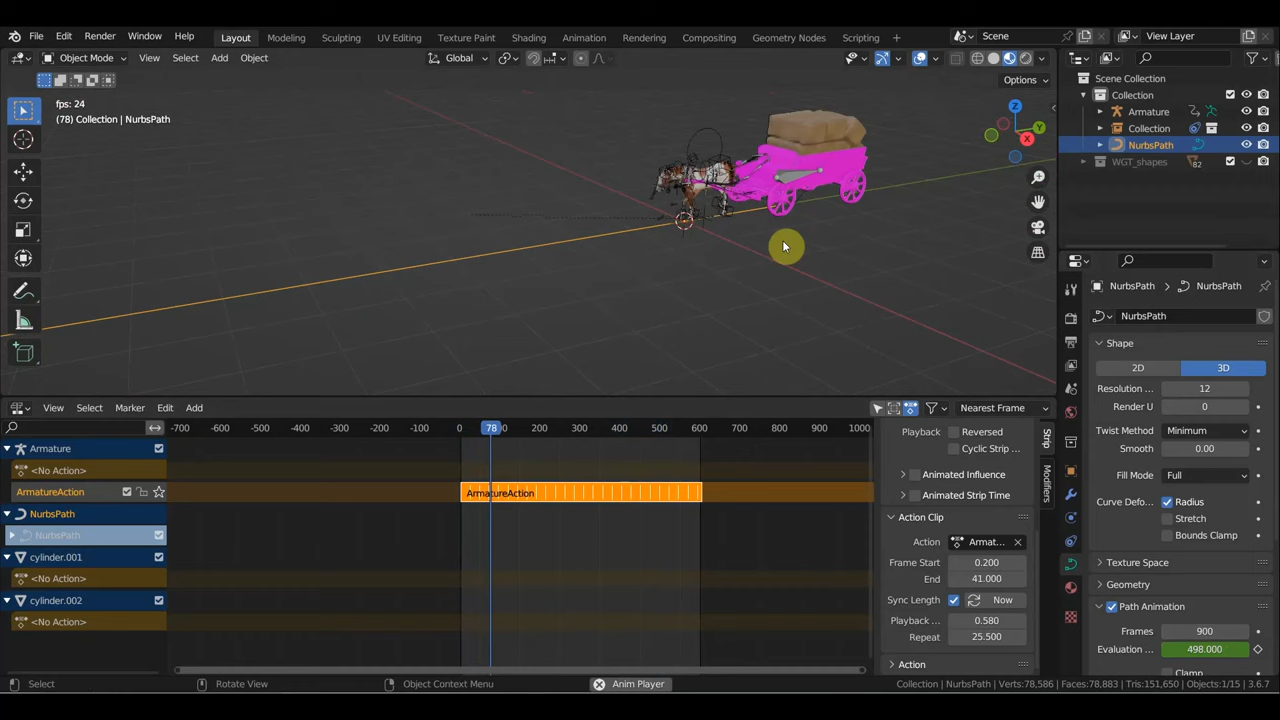 File Edit Render Window Help Layout Modeling Sculpting UV Editing Texture Paint Shading Animation Rendering Compositing Geometry Nodes Scripting + Scene View Layer
Object Mode View Select Add Object Global
Options
fps: 24
(78) Collection | NurbsPath
Z
Y
X
Scene Collection
Collection
Armature
Collection
NurbsPath
WGT_shapes 82
NurbsPath > NurbsPath
NurbsPath
Shape
2D 3D
Resolution ... 12
Render U 0
Twist Method Minimum
Smooth 0.00
Fill Mode Full
Curve Defo... Radius
Stretch
Bounds Clamp
Texture Space
Geometry
Path Animation
Frames 900
Evaluation ... 498.000
Clamp
View Select Marker Edit Add Nearest Frame
-700 -600 -500 -400 -300 -200 -100 0 78 00 200 300 400 500 600 700 800 900 1000
Armature
<No Action>
ArmatureAction ArmatureAction
NurbsPath
NurbsPath
cylinder.001
<No Action>
cylinder.002
<No Action>
Playback Reversed
Cyclic Strip ...
Animated Influence
Animated Strip Time
Action Clip
Action Armat...
Frame Start 0.200
End 41.000
Sync Length Now
Playback ... 0.580
Repeat 25.500
Action
Strip
Modifiers
Select Rotate View Object Context Menu Anim Player Collection | NurbsPath | Verts:78,586 | Faces:78,883 | Tris:151,650 | Objects:1/15 | 3.6.7